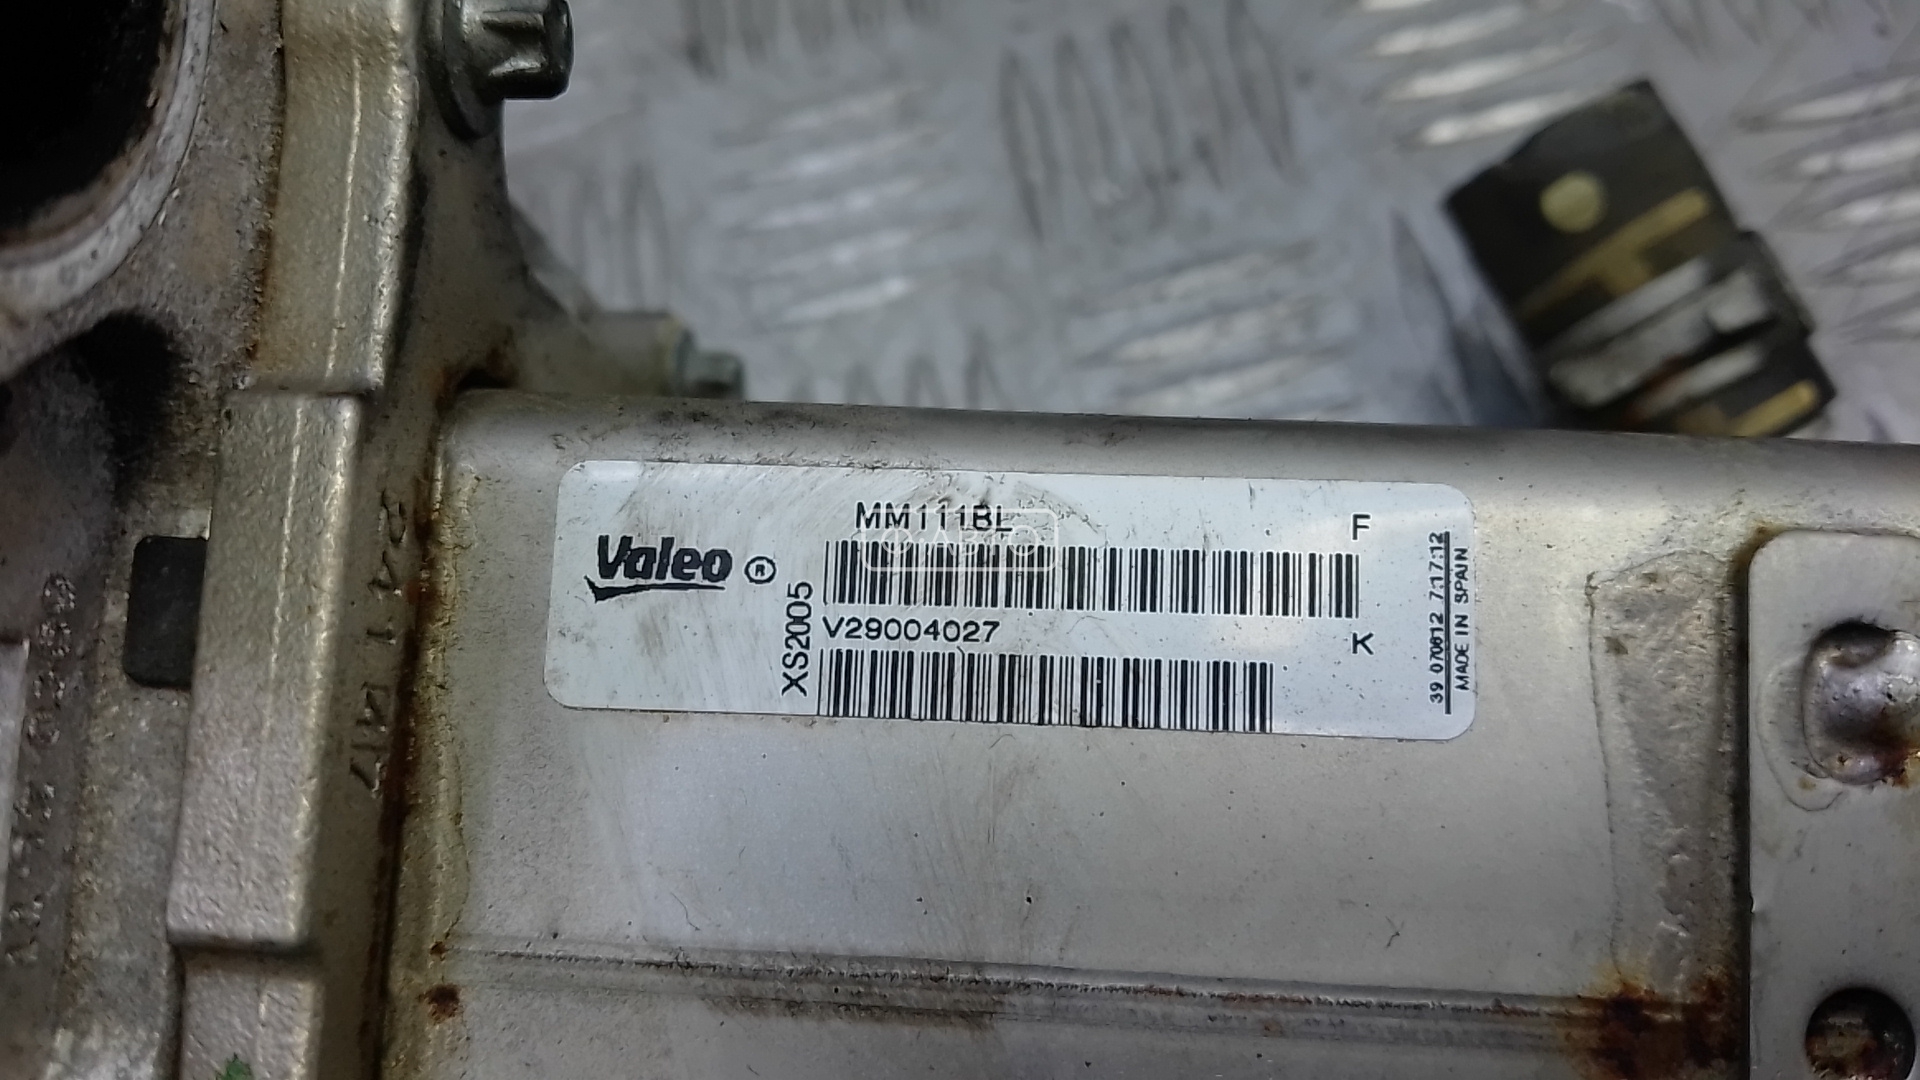 MM111BL
F
Valeo ®
XS2005
V29004027
K
39 070612 7:17:12
MADE IN SPAIN